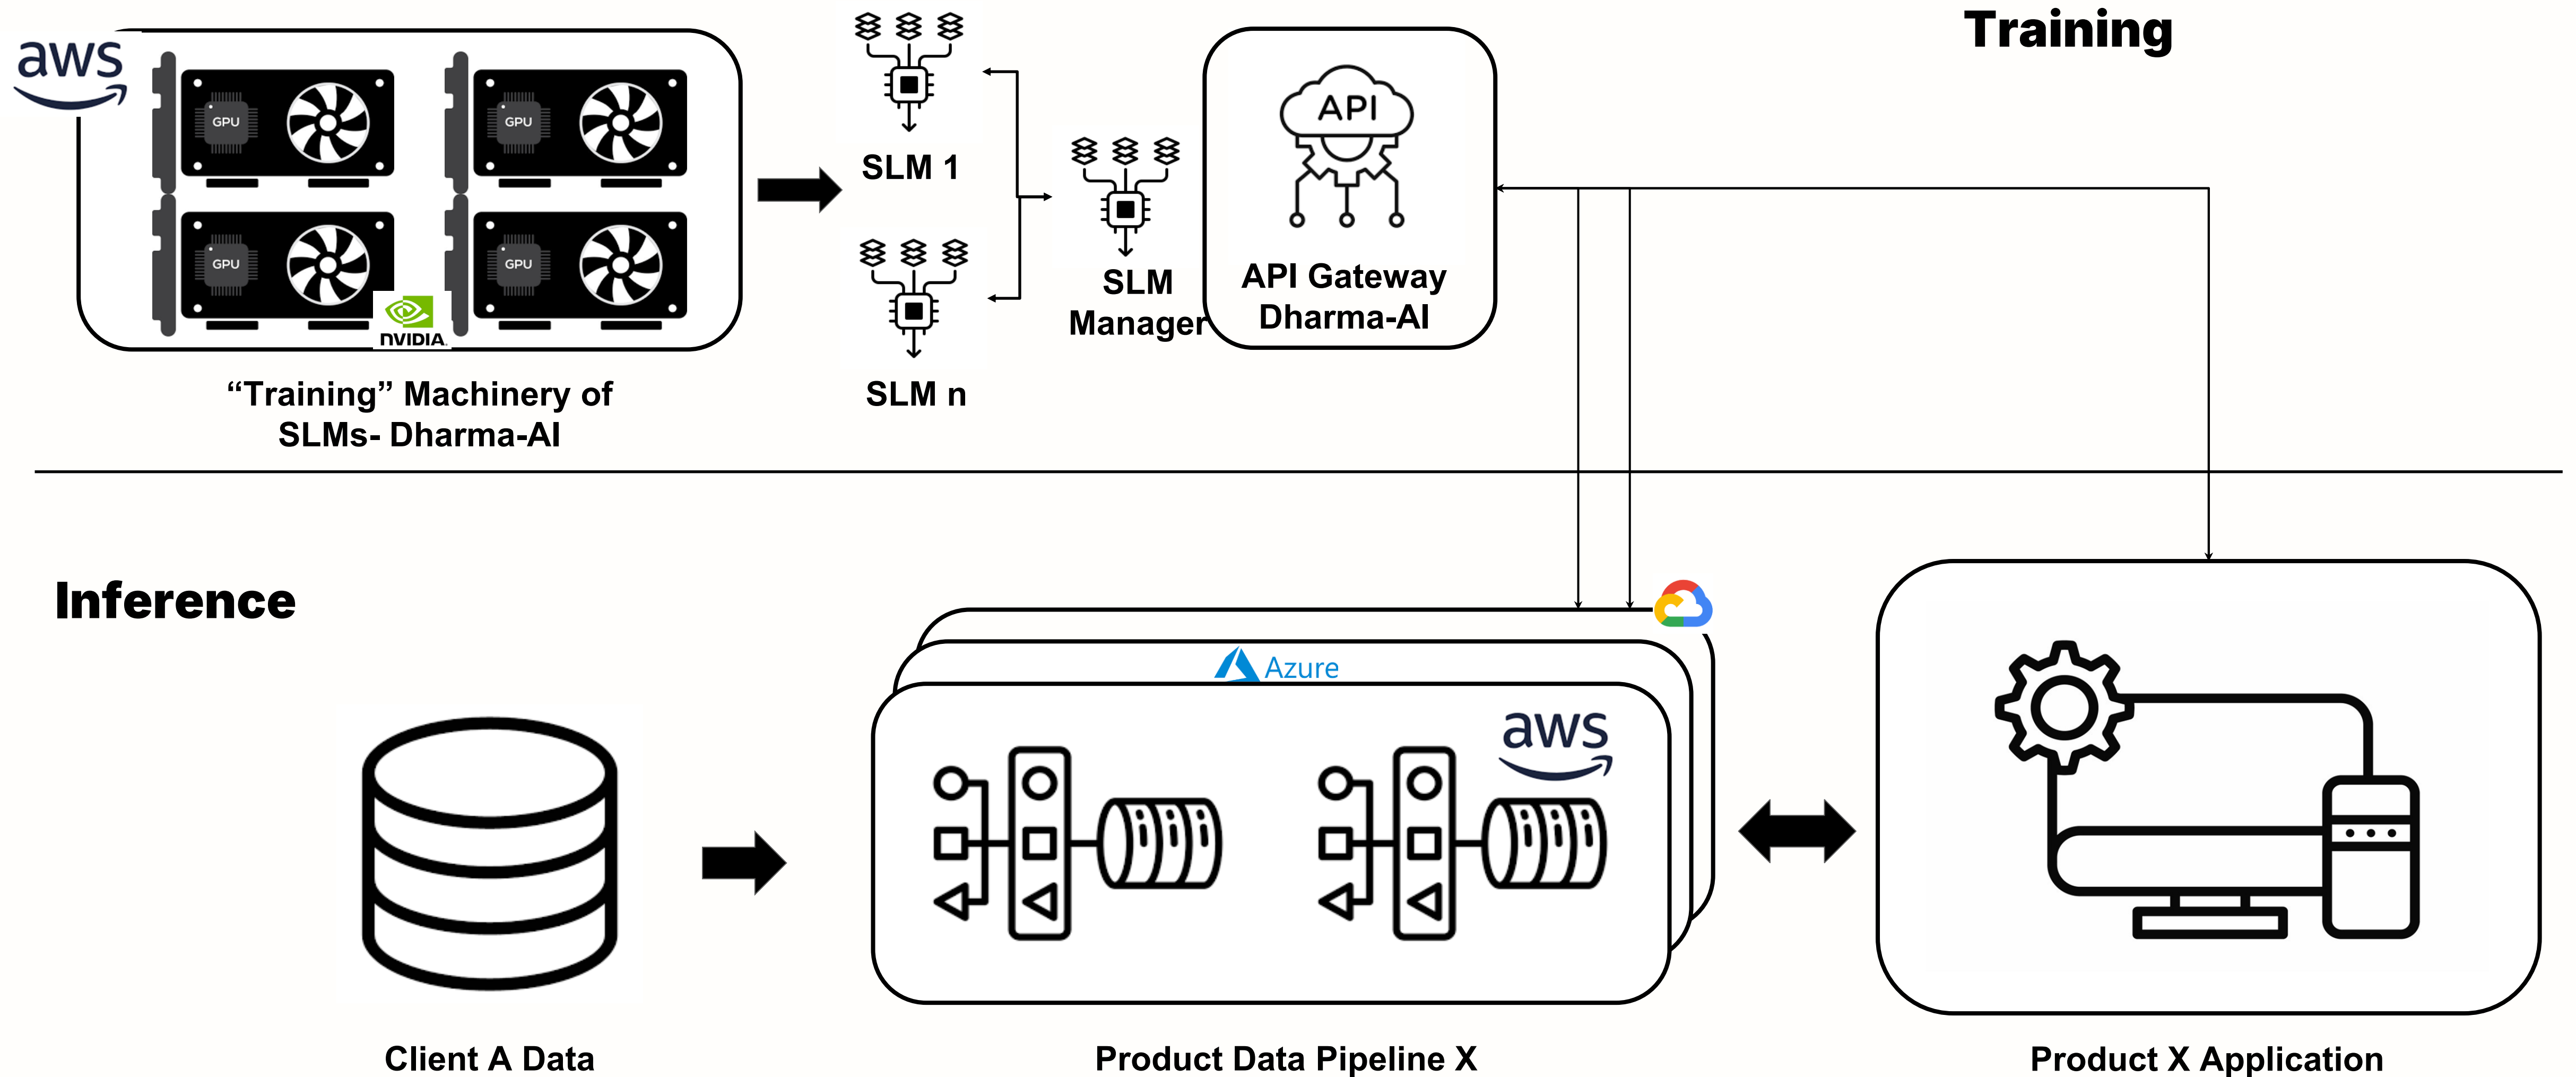 Training
aws
GPU
GPU
GPU
GPU
NVIDIA.
“Training” Machinery of
SLMs- Dharma-AI
SLM 1
SLM n
SLM
Manager
API
API Gateway
Dharma-AI
Inference
Azure
aws
Client A Data
Product Data Pipeline X
Product X Application